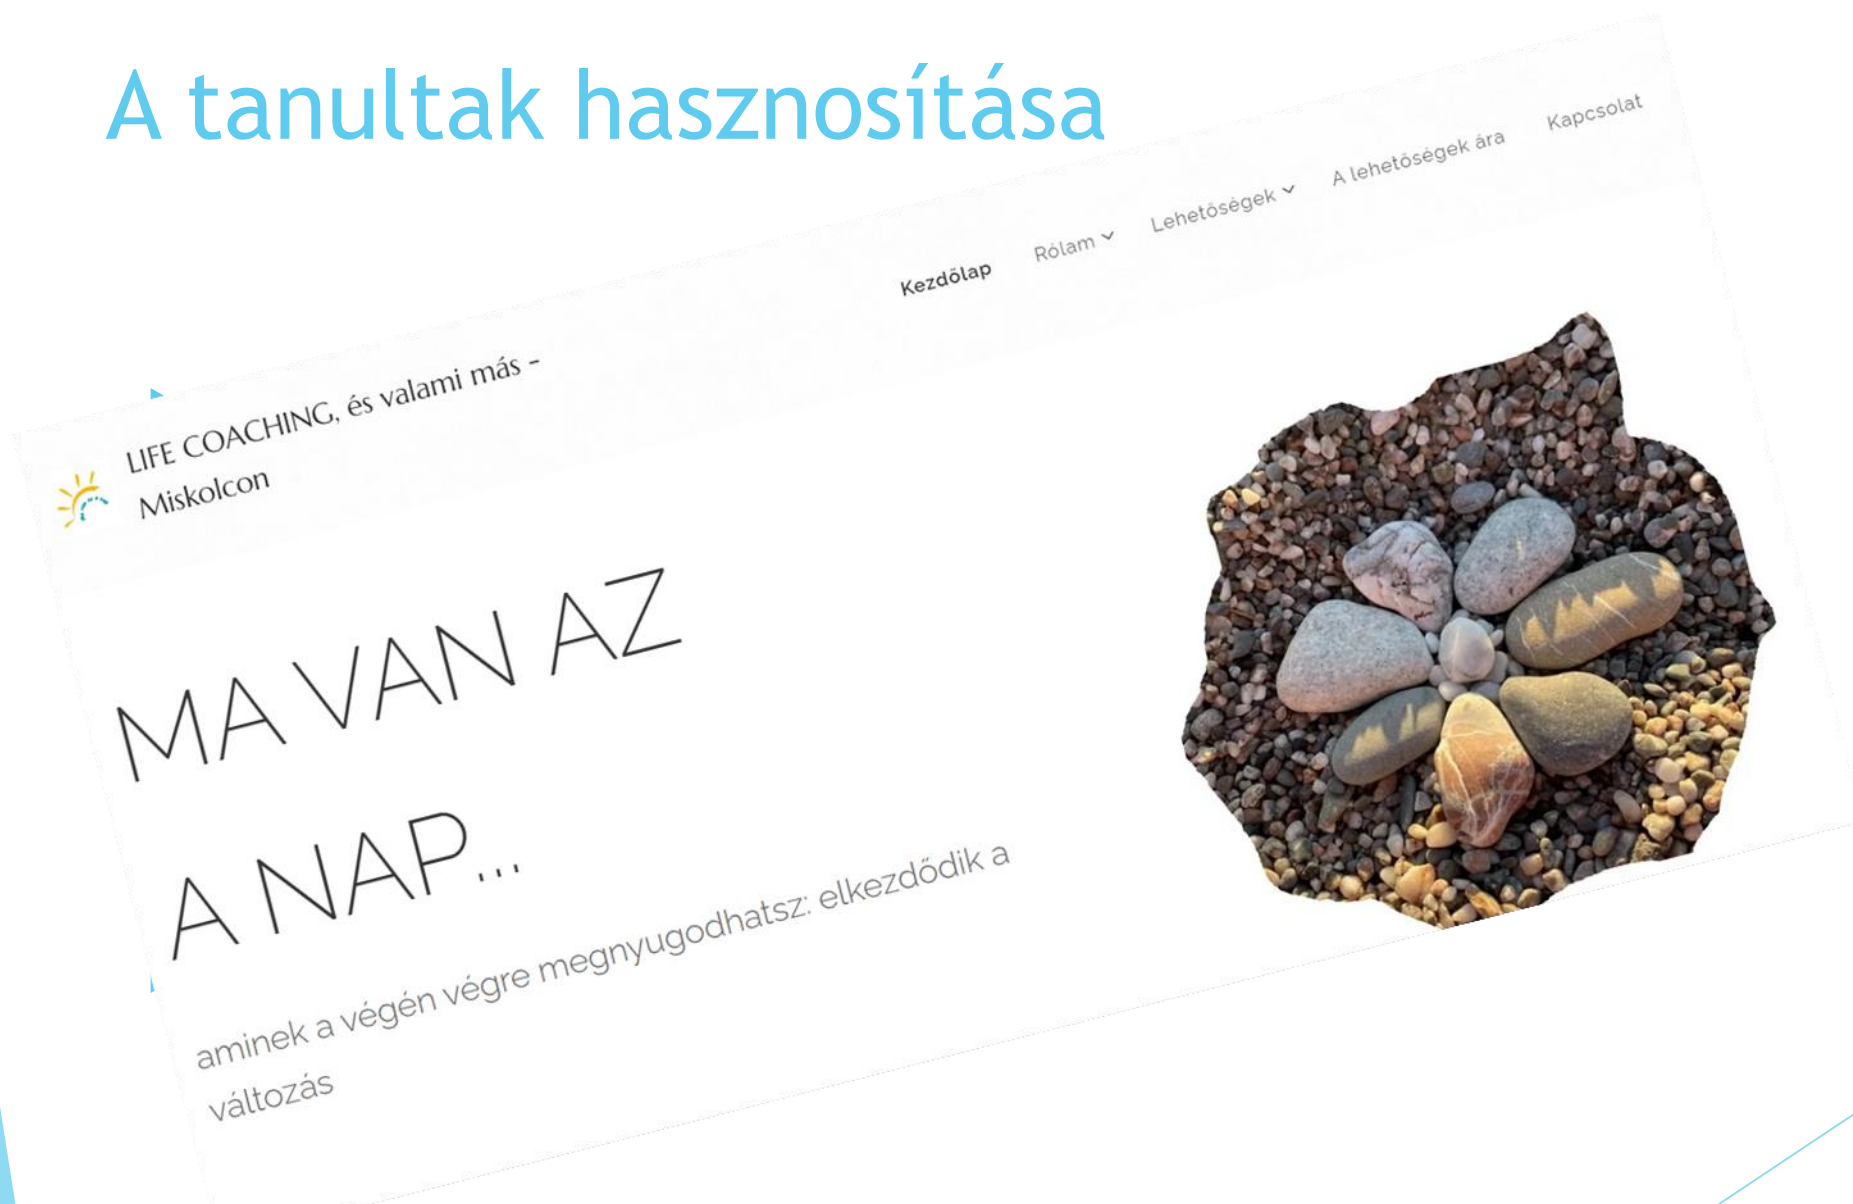 A tanultak hasznosítása
Kezdőlap Rólam Lehetőségek A lehetőségek ára Kapcsolat
LIFE COACHING, és valami más -
Miskolcon
MA VAN AZ
A NAP...
aminek a végén végre megnyugodhatsz: elkezdődik a
változás